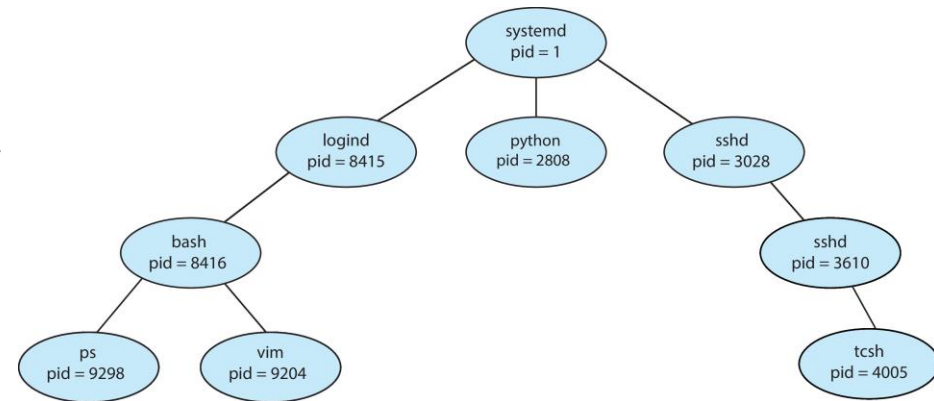 systemd
pid = 1
logind
pid = 8415
python
pid = 2808
sshd
pid = 3028
bash
pid = 8416
sshd
pid = 3610
ps
pid = 9298
vim
pid = 9204
tcsh
pid = 4005